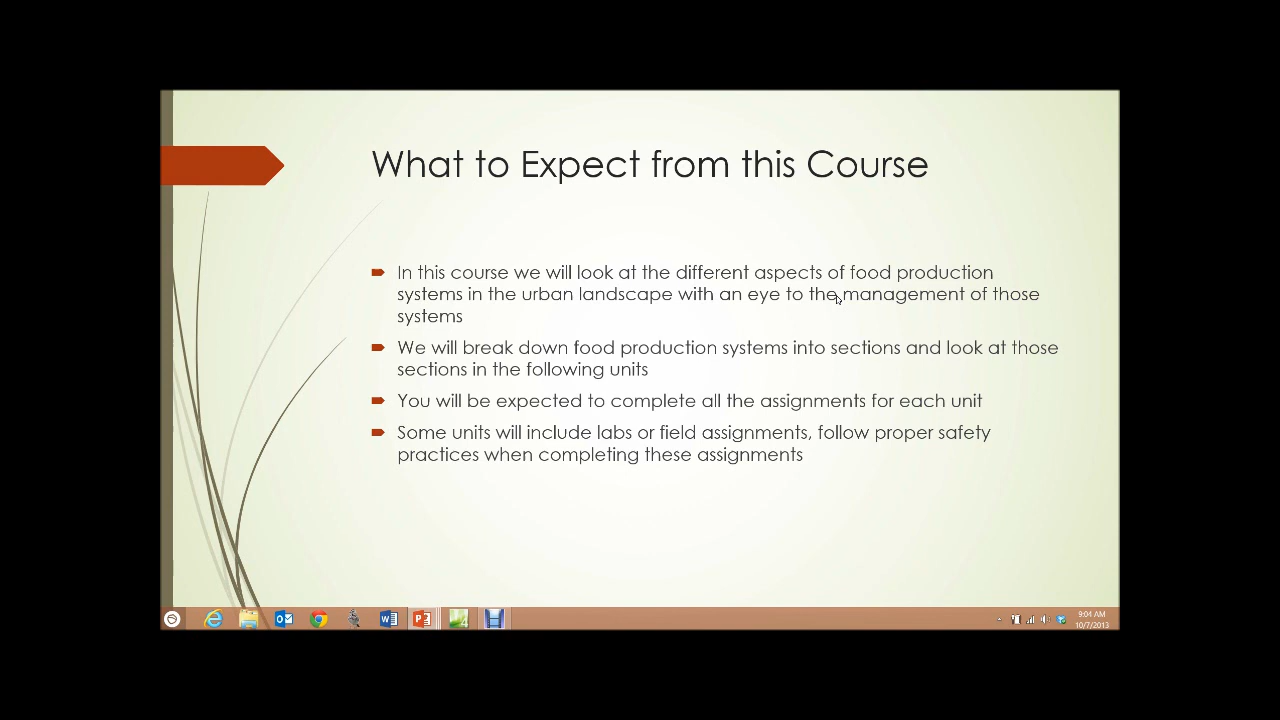 What to Expect from this Course
In this course we will look at the different aspects of food production
systems in the urban landscape with an eye to the management of those
systems
We will break down food production systems into sections and look at those
sections in the following units
You will be expected to complete all the assignments for each unit
Some units will include labs or field assignments, follow proper safety
practices when completing these assignments
9:04 AM
10/7/2013